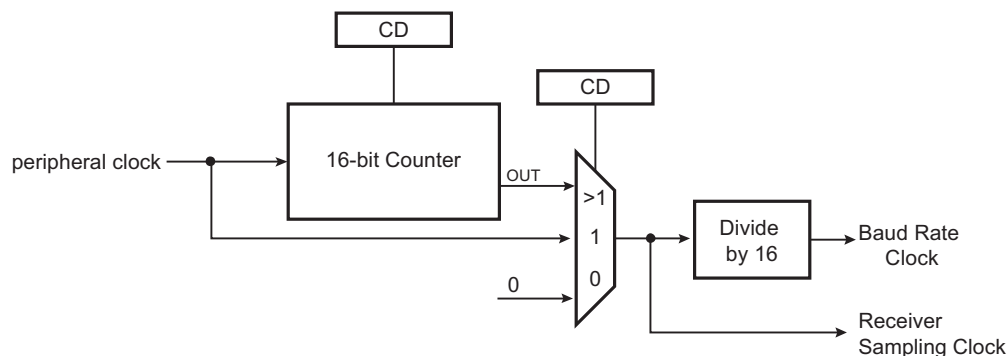 CD
CD
peripheral clock
16-bit Counter
OUT
>1
1
0
0
Divide
by 16
Baud Rate
Clock
Receiver
Sampling Clock